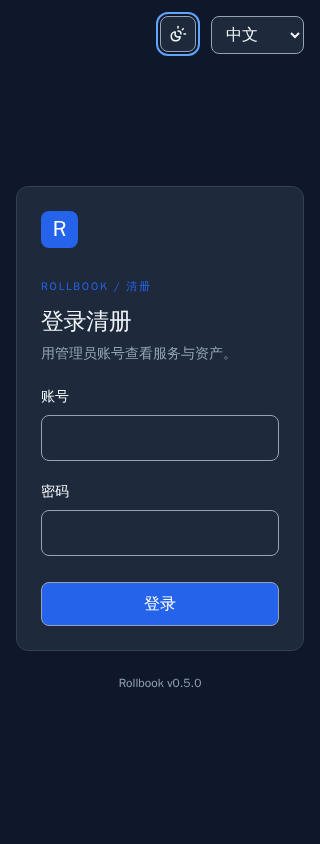 中文
R
ROLLBOOK / 清册
登录清册
用管理员账号查看服务与资产。
账号
密码
登录
Rollbook v0.5.0